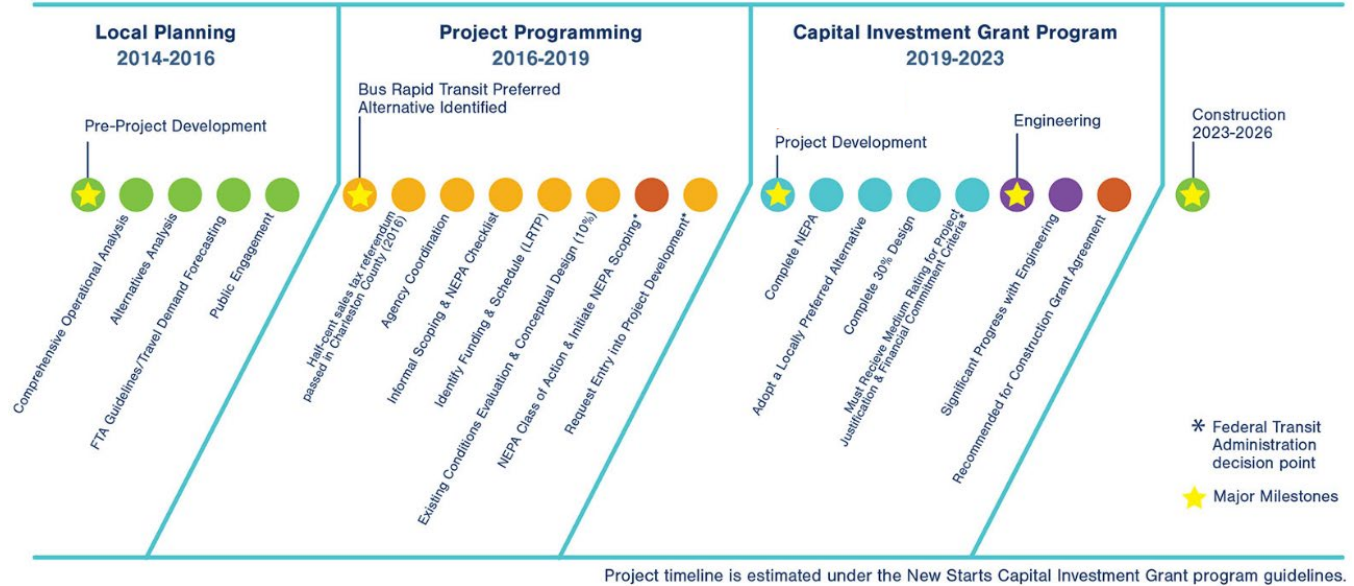 Local Planning
2014-2016
Pre-Project Development
Comprehensive Operational Analysis
Alternatives Analysis
FTA Guidelines/Travel Demand Forecasting
Public Engagement
Project Programming
2016-2019
Bus Rapid Transit Preferred
Alternative Identified
Half-cent sales tax referendum
passed in Charleston County (2016)
Agency Coordination
Informal Scoping & NEPA Checklist
Identify Funding & Schedule (LRTP)
Existing Conditions Evaluation & Conceptual Design (10%)
NEPA Class of Action & Initiate NEPA Scoping*
Request Entry into Project Development*
Capital Investment Grant Program
2019-2023
Project Development
Complete NEPA
Adopt a Locally Preferred Alternative
Complete 30% Design
Must Recieve Medium Rating for Project
Justification & Financial Commitment Criteria*
Engineering
Significant Progress with Engineering
Recommended for Construction Grant Agreement
Construction
2023-2026
* Federal Transit
Administration
decision point
Major Milestones
Project timeline is estimated under the New Starts Capital Investment Grant program guidelines.